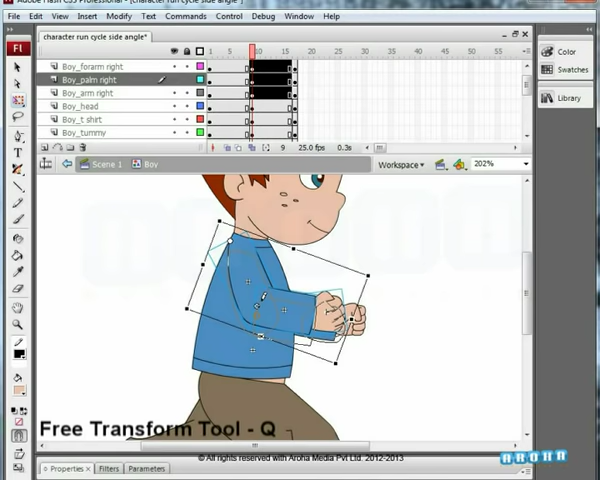 Adobe Flash CS3 Professional - [character run cycle side angle*]
File Edit View Insert Modify Text Commands Control Debug Window Help
Fl
character run cycle side angle*
1 5 10 15 20 25 30 35 40 45 50
Boy_forarm right
Boy_palm right
Boy_arm right
Boy_head
Boy_t shirt
Boy_tummy
9 25.0 fps 0.3s
Scene 1 Boy Workspace 202%
Color
Swatches
Library
T
Free Transform Tool - Q
© All rights reserved with Aroha Media Pvt Ltd. 2012-2013
AROHA
Properties Filters Parameters